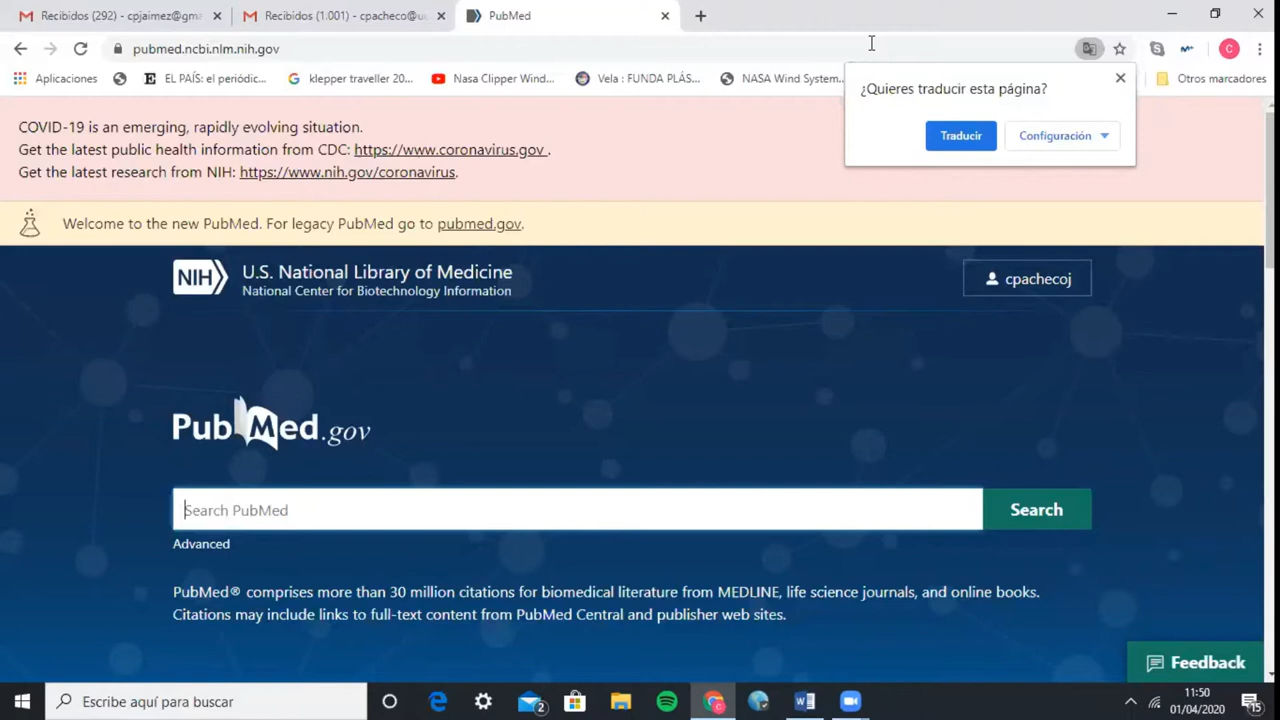 Recibidos (292) - cpjaimez@gma
Recibidos (1.001) - cpacheco@u
PubMed
pubmed.ncbi.nlm.nih.gov
C
Aplicaciones
EL PAÍS: el periódic...
klepper traveller 20...
Nasa Clipper Wind...
Vela : FUNDA PLÁS...
NASA Wind System...
Otros marcadores
¿Quieres traducir esta página?
Traducir
Configuración
COVID-19 is an emerging, rapidly evolving situation.
Get the latest public health information from CDC: https://www.coronavirus.gov .
Get the latest research from NIH: https://www.nih.gov/coronavirus.
Welcome to the new PubMed. For legacy PubMed go to pubmed.gov.
NIH
U.S. National Library of Medicine
National Center for Biotechnology Information
cpachecoj
PubMed.gov
Search PubMed
Search
Advanced
PubMed® comprises more than 30 million citations for biomedical literature from MEDLINE, life science journals, and online books.
Citations may include links to full-text content from PubMed Central and publisher web sites.
Feedback
Escribe aquí para buscar
2
11:50
01/04/2020
15